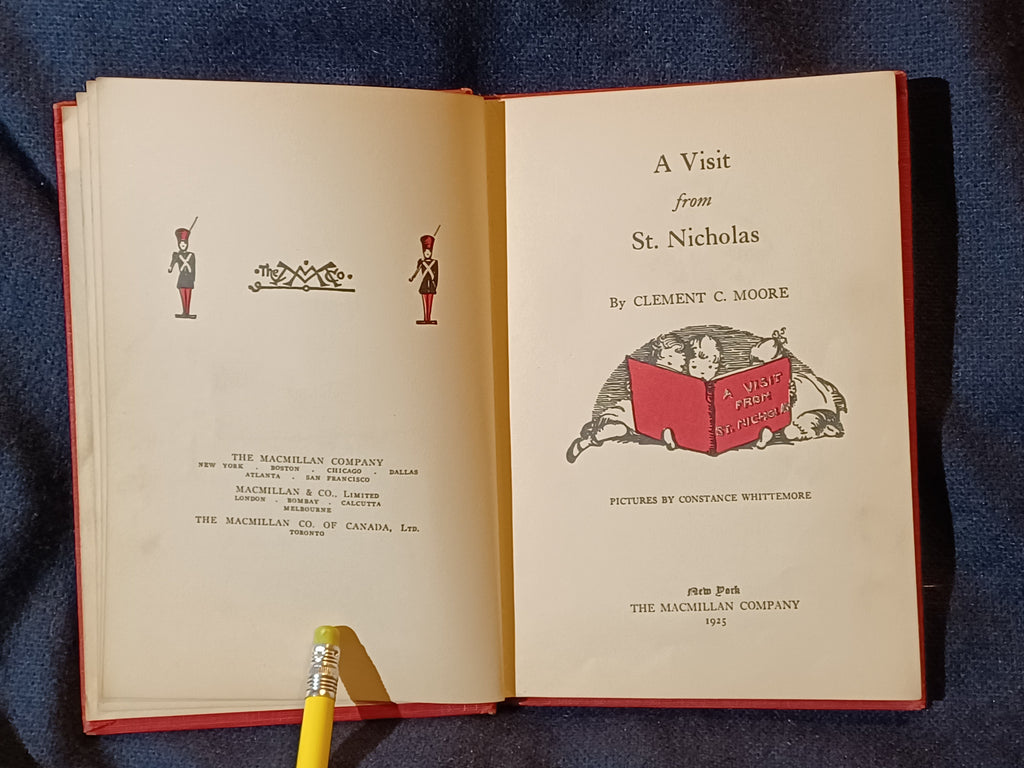 The M Co.
THE MACMILLAN COMPANY
NEW YORK · BOSTON · CHICAGO · DALLAS
ATLANTA · SAN FRANCISCO
MACMILLAN & CO., LIMITED
LONDON · BOMBAY · CALCUTTA
MELBOURNE
THE MACMILLAN CO. OF CANADA, LTD.
TORONTO
A Visit
from
St. Nicholas
By CLEMENT C. MOORE
A VISIT
FROM
ST. NICHOLAS
PICTURES BY CONSTANCE WHITTEMORE
New York
THE MACMILLAN COMPANY
1925